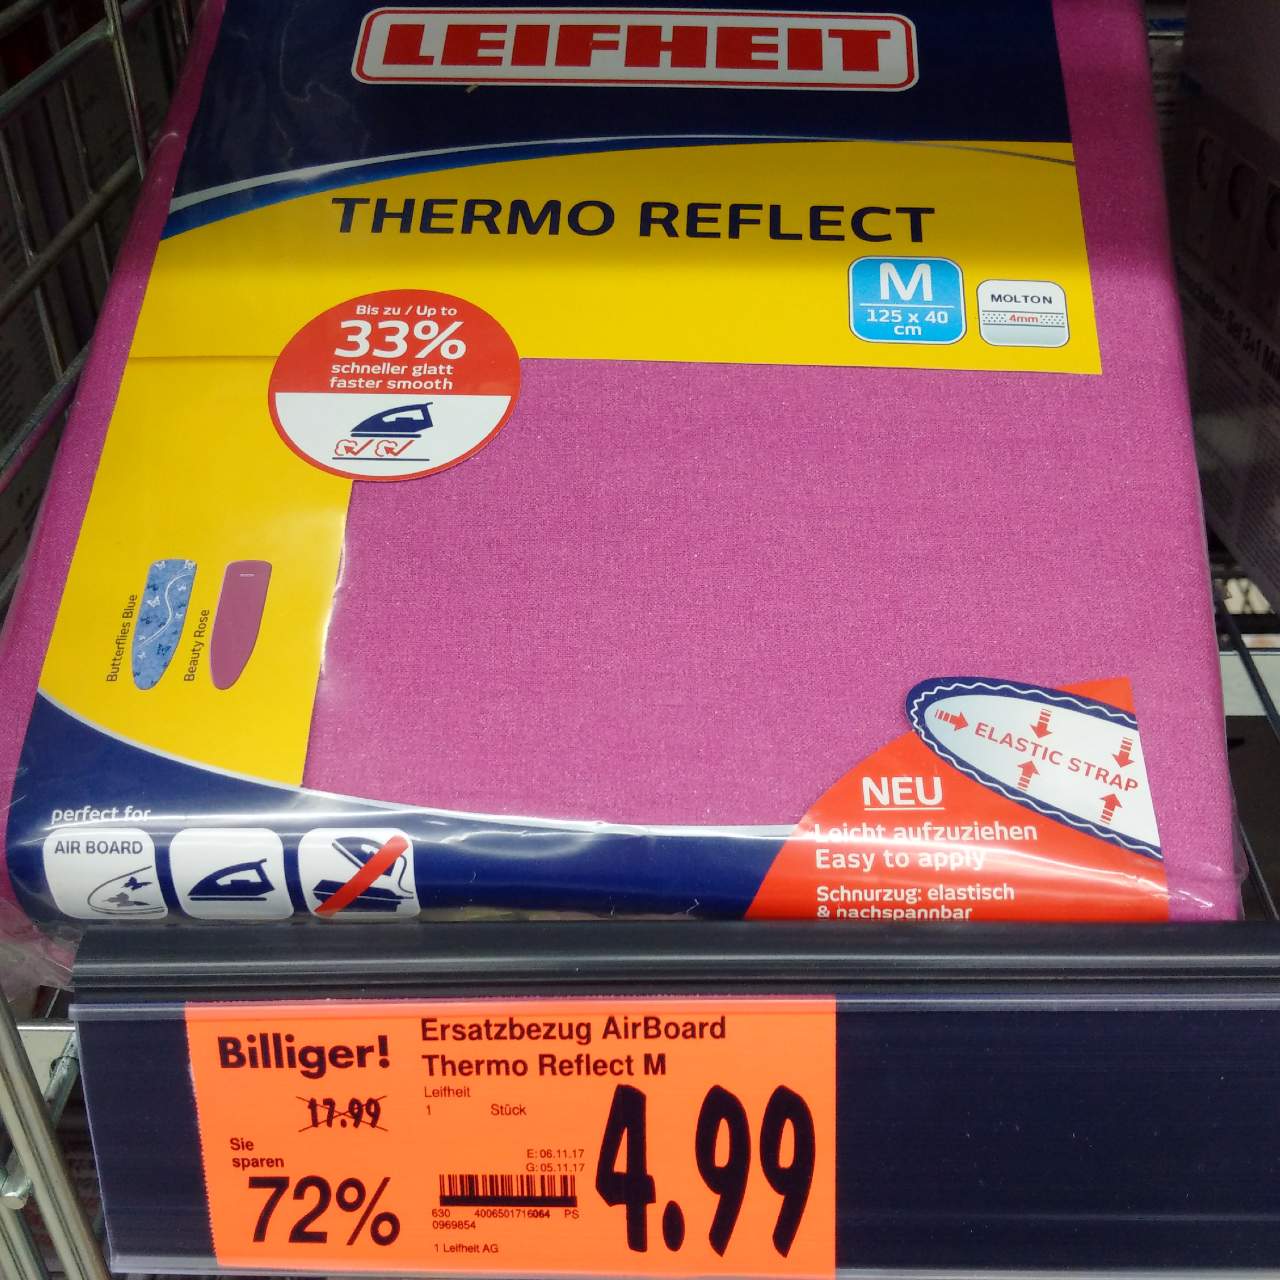 LEIFHEIT
THERMO REFLECT
M
125 x 40
cm
MOLTON
4mm
Bis zu / Up to
33%
schneller glatt
faster smooth
Butterflies Blue
Beauty Rose
ELASTIC STRAP
NEU
Leicht aufzuziehen
Easy to apply
Schnurzug: elastisch
& nachspannbar
perfect for
AIR BOARD
Billiger!
17.99
Sie
sparen
72%
Ersatzbezug AirBoard
Thermo Reflect M
Leifheit
1 Stück
4.99
E: 06.11.17
G: 05.11.17
630 4006501716064 PS
0969854
1 Leifheit AG